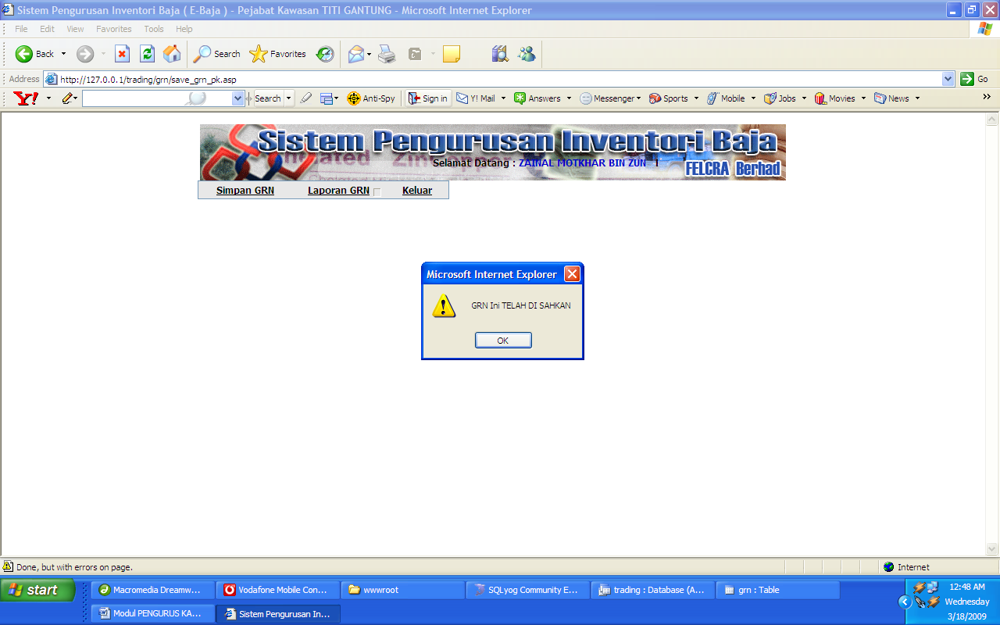 Sistem Pengurusan Inventori Baja ( E-Baja ) - Pejabat Kawasan TITI GANTUNG - Microsoft Internet Explorer
File Edit View Favorites Tools Help
Back Search Favorites
Address http://127.0.0.1/trading/grn/save_grn_pk.asp Go
Y! Search Anti-Spy Sign in Y! Mail Answers Messenger Sports Mobile Jobs Movies News
Sistem Pengurusan Inventori Baja
Selamat Datang : ZAINAL MOTKHAR BIN ZUN
FELCRA Berhad
Simpan GRN Laporan GRN Keluar
Microsoft Internet Explorer
GRN Ini TELAH DI SAHKAN
OK
Done, but with errors on page. Internet
start Macromedia Dreamw... Vodafone Mobile Con... wwwroot SQLyog Community E... trading : Database (A... grn : Table 12:48 AM
Wednesday
Modul PENGURUS KA... Sistem Pengurusan In... 3/18/2009